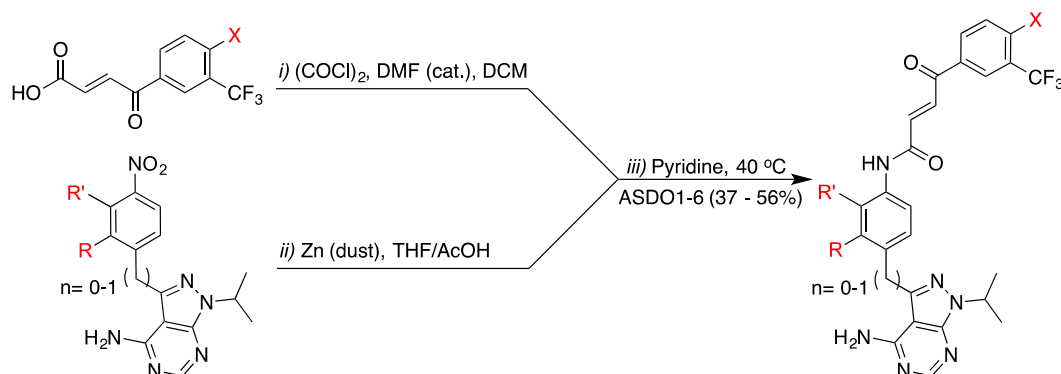 X
O
HO
O
CF3
i) (COCl)2, DMF (cat.), DCM
NO2
R'
R
n= 0-1
N
N
H2N
N
N
ii) Zn (dust), THF/AcOH
iii) Pyridine, 40 °C
ASDO1-6 (37 - 56%)
X
O
CF3
HN
O
R'
R
n= 0-1
N
N
H2N
N
N